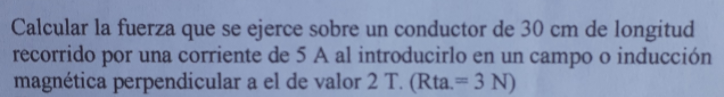 Calcular la fuerza que se ejerce sobre un conductor de 30 cm de longitud
recorrido por una corriente de 5 A al introducirlo en un campo o inducción
magnética perpendicular a el de valor 2 T. (Rta.= 3 N)